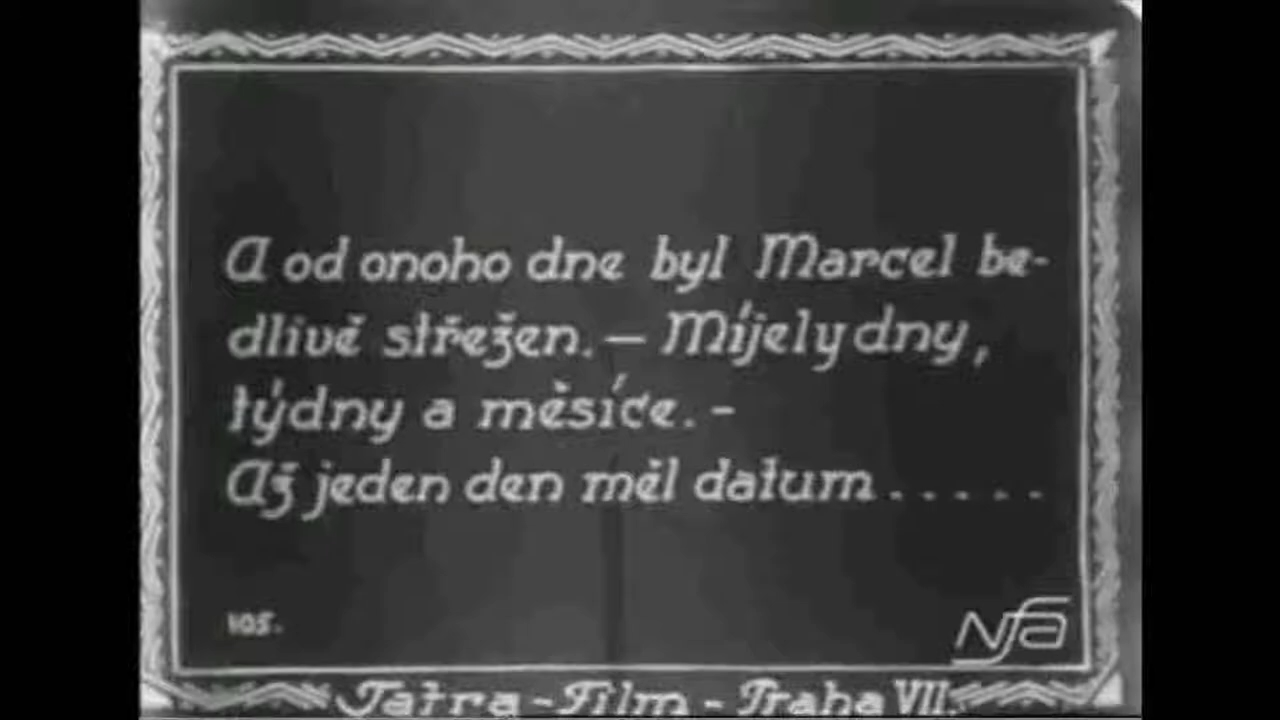 A od onoho dne byl Marcel be-
dlivě střežen. – Míjely dny,
týdny a měsíce. -
Až jeden den měl datum . . . . . .
105.
nfa
Tatra - Film - Praha VII.